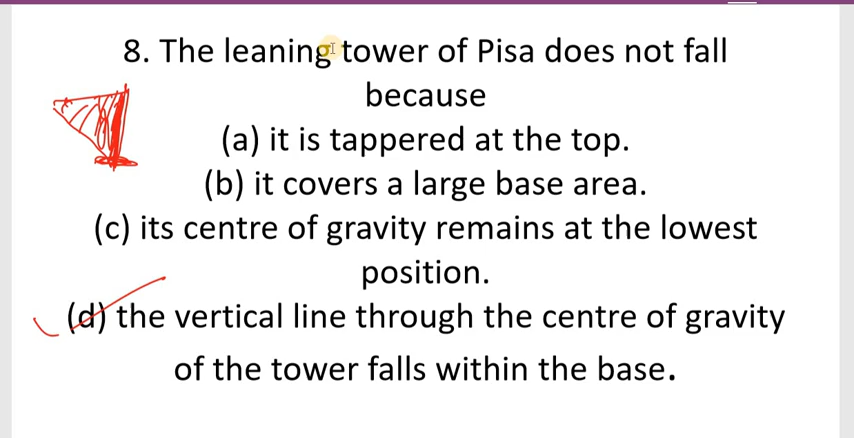 8. The leaning tower of Pisa does not fall
because
(a) it is tappered at the top.
(b) it covers a large base area.
(c) its centre of gravity remains at the lowest
position.
(d) the vertical line through the centre of gravity
of the tower falls within the base.